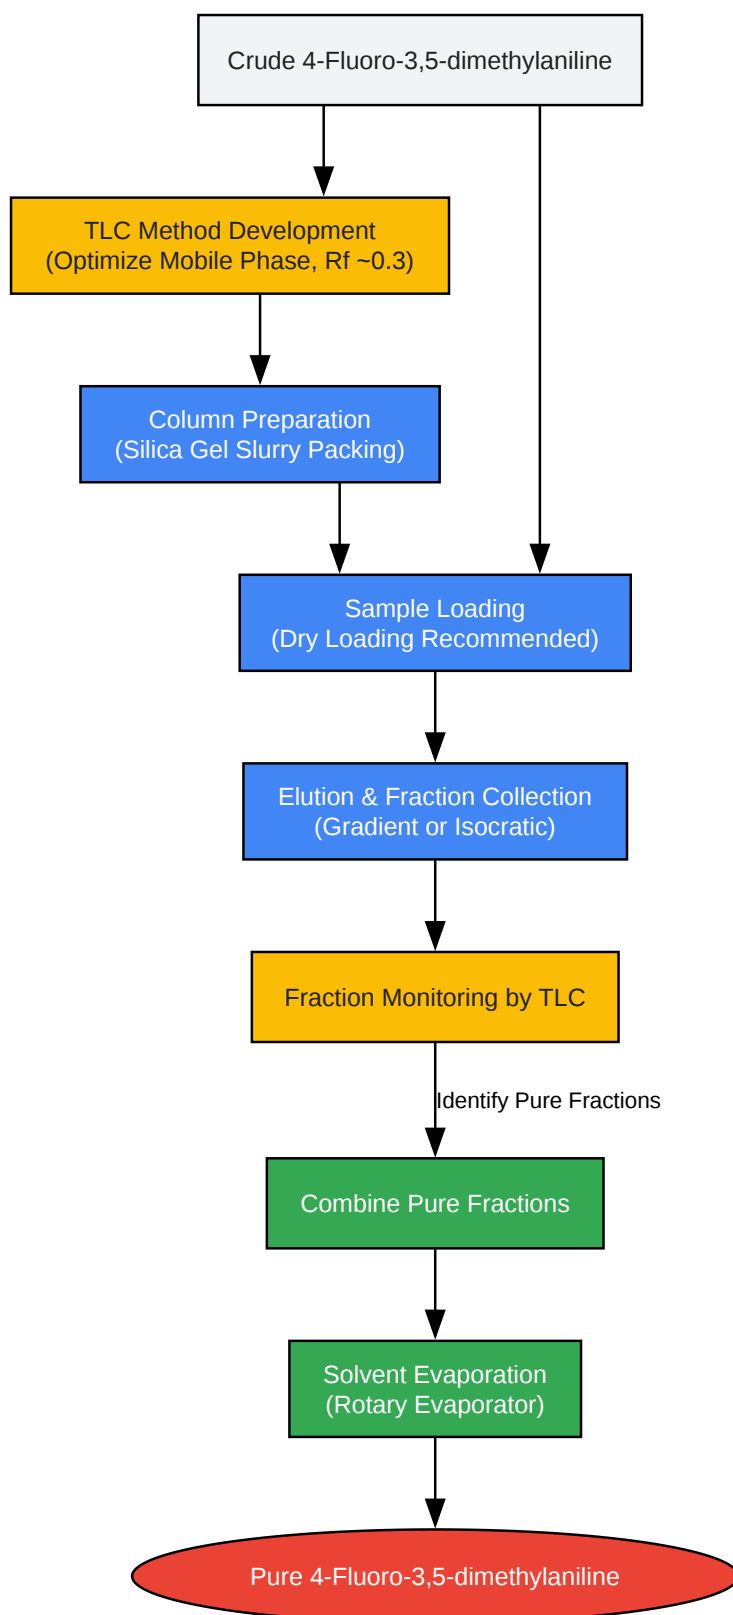 Crude 4-Fluoro-3,5-dimethylaniline
TLC Method Development
(Optimize Mobile Phase, Rf ~0.3)
Column Preparation
(Silica Gel Slurry Packing)
Sample Loading
(Dry Loading Recommended)
Elution & Fraction Collection
(Gradient or Isocratic)
Fraction Monitoring by TLC
Identify Pure Fractions
Combine Pure Fractions
Solvent Evaporation
(Rotary Evaporator)
Pure 4-Fluoro-3,5-dimethylaniline